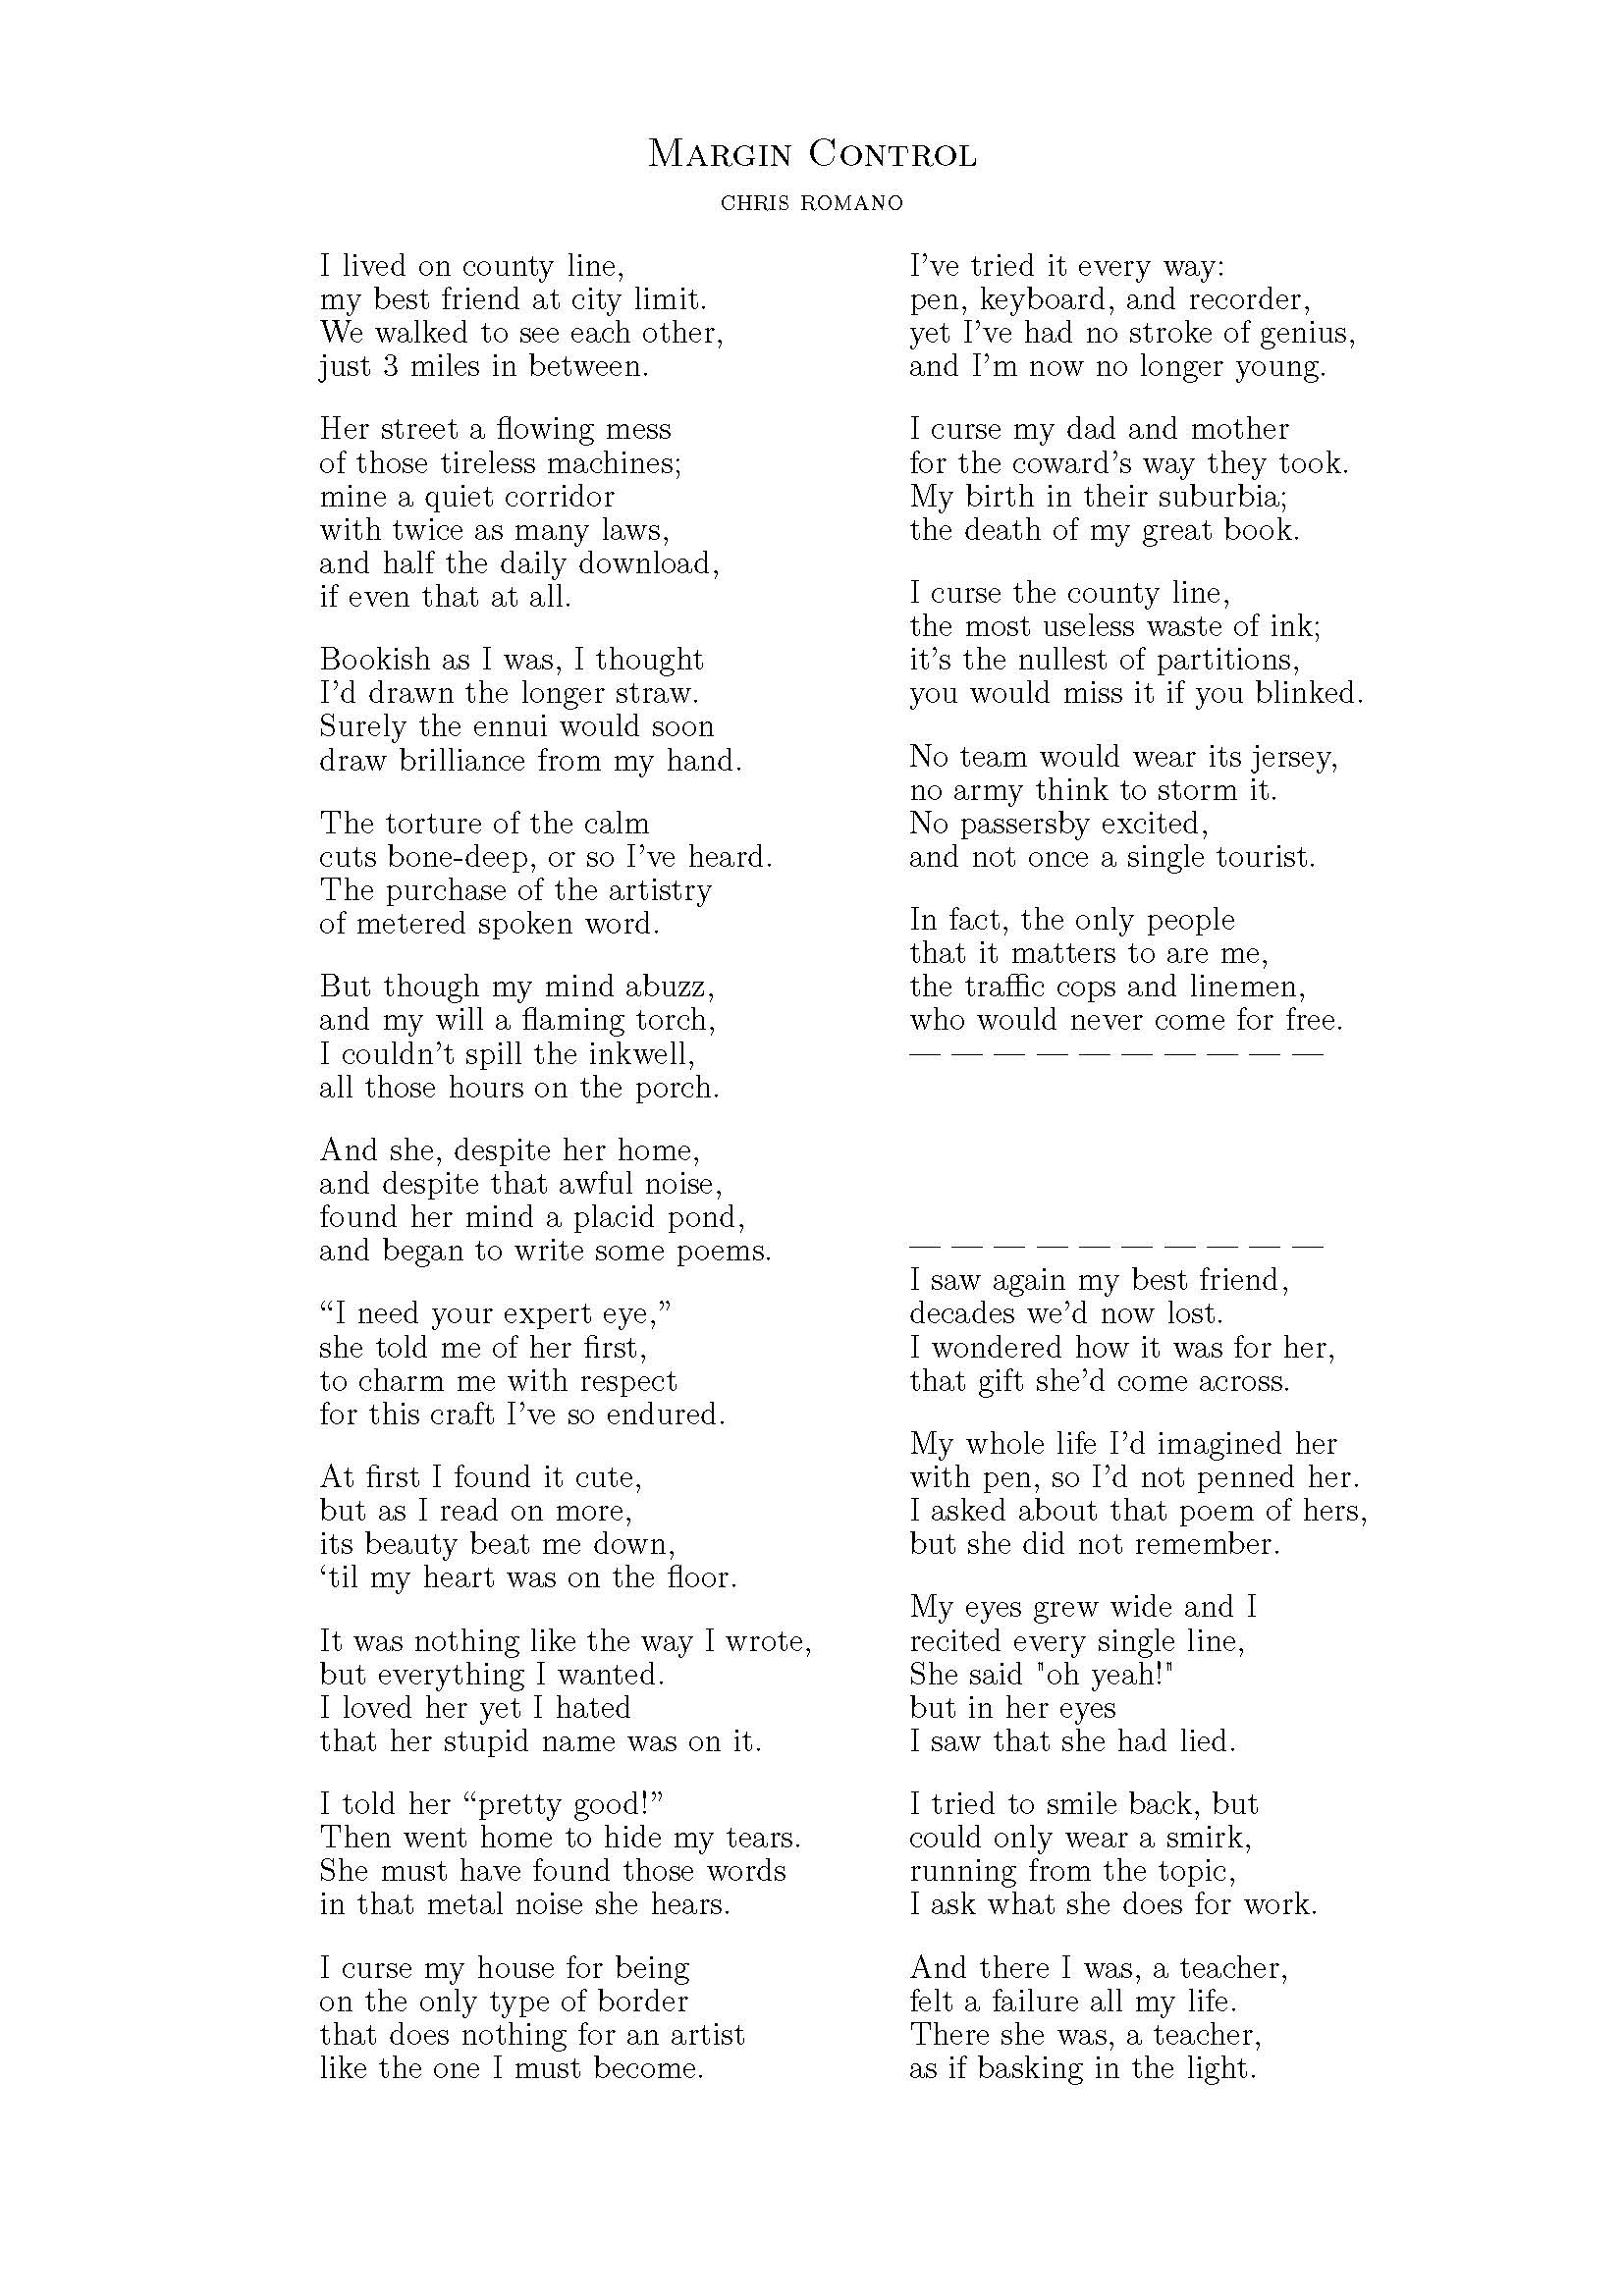 Margin Control
CHRIS ROMANO
I lived on county line,
my best friend at city limit.
We walked to see each other,
just 3 miles in between.

Her street a flowing mess
of those tireless machines;
mine a quiet corridor
with twice as many laws,
and half the daily download,
if even that at all.

Bookish as I was, I thought
I'd drawn the longer straw.
Surely the ennui would soon
draw brilliance from my hand.

The torture of the calm
cuts bone-deep, or so I've heard.
The purchase of the artistry
of metered spoken word.

But though my mind abuzz,
and my will a flaming torch,
I couldn't spill the inkwell,
all those hours on the porch.

And she, despite her home,
and despite that awful noise,
found her mind a placid pond,
and began to write some poems.

“I need your expert eye,”
she told me of her first,
to charm me with respect
for this craft I've so endured.

At first I found it cute,
but as I read on more,
its beauty beat me down,
‘til my heart was on the floor.

It was nothing like the way I wrote,
but everything I wanted.
I loved her yet I hated
that her stupid name was on it.

I told her “pretty good!”
Then went home to hide my tears.
She must have found those words
in that metal noise she hears.

I curse my house for being
on the only type of border
that does nothing for an artist
like the one I must become.

I've tried it every way:
pen, keyboard, and recorder,
yet I've had no stroke of genius,
and I'm now no longer young.

I curse my dad and mother
for the coward's way they took.
My birth in their suburbia;
the death of my great book.

I curse the county line,
the most useless waste of ink;
it's the nullest of partitions,
you would miss it if you blinked.

No team would wear its jersey,
no army think to storm it.
No passersby excited,
and not once a single tourist.

In fact, the only people
that it matters to are me,
the traffic cops and linemen,
who would never come for free.
— — — — — — — — — —

— — — — — — — — — —
I saw again my best friend,
decades we'd now lost.
I wondered how it was for her,
that gift she'd come across.

My whole life I'd imagined her
with pen, so I'd not penned her.
I asked about that poem of hers,
but she did not remember.

My eyes grew wide and I
recited every single line,
She said "oh yeah!"
but in her eyes
I saw that she had lied.

I tried to smile back, but
could only wear a smirk,
running from the topic,
I ask what she does for work.

And there I was, a teacher,
felt a failure all my life.
There she was, a teacher,
as if basking in the light.